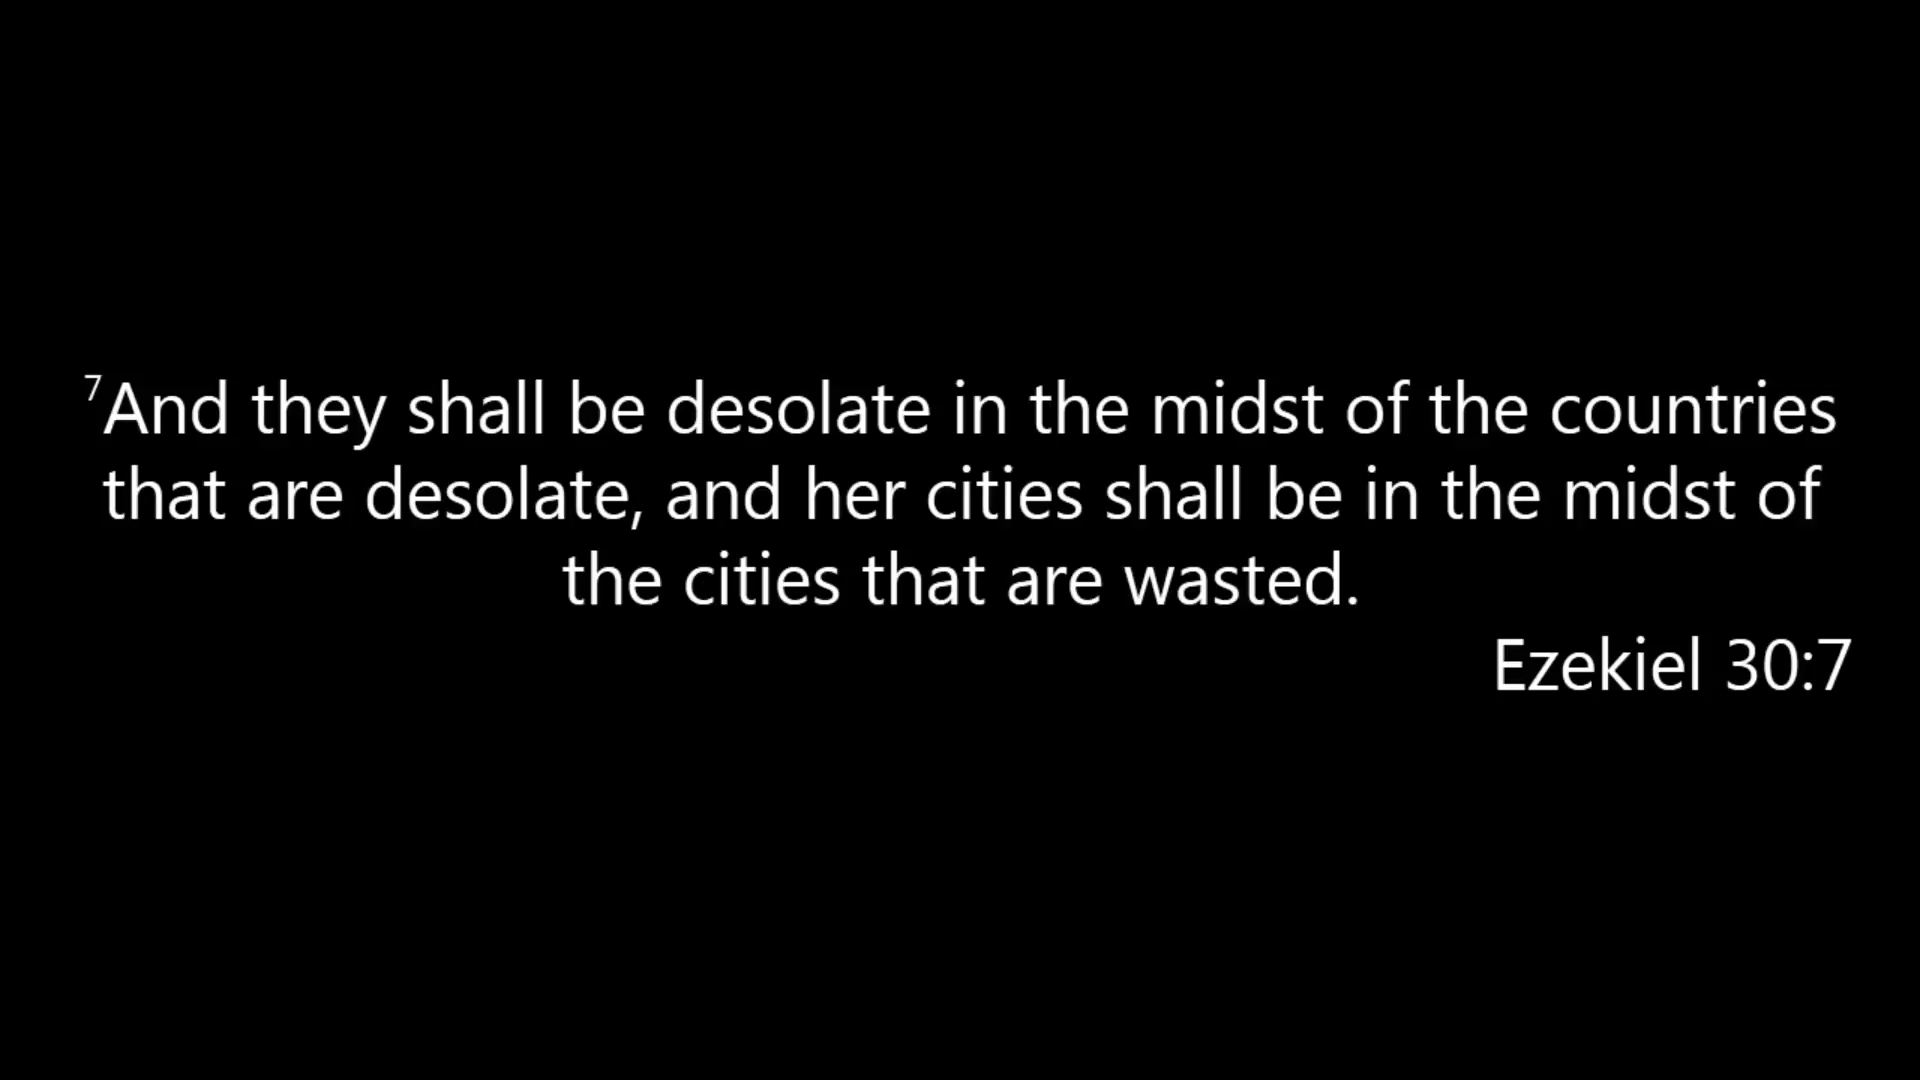 7And they shall be desolate in the midst of the countries
that are desolate, and her cities shall be in the midst of
the cities that are wasted.
Ezekiel 30:7